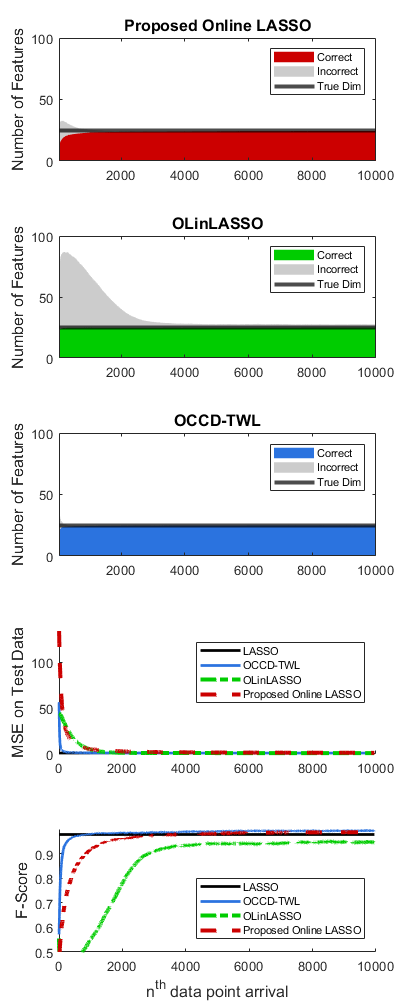 Proposed Online LASSO
100
50
0
Number of Features
Correct
Incorrect
True Dim
2000 4000 6000 8000 10000
OLinLASSO
100
50
0
Number of Features
Correct
Incorrect
True Dim
2000 4000 6000 8000 10000
OCCD-TWL
100
50
0
Number of Features
Correct
Incorrect
True Dim
2000 4000 6000 8000 10000
100
50
0
MSE on Test Data
LASSO
OCCD-TWL
OLinLASSO
Proposed Online LASSO
0 2000 4000 6000 8000 10000
0.9
0.8
0.7
0.6
0.5
F-Score
LASSO
OCCD-TWL
OLinLASSO
Proposed Online LASSO
0 2000 4000 6000 8000 10000
nth data point arrival